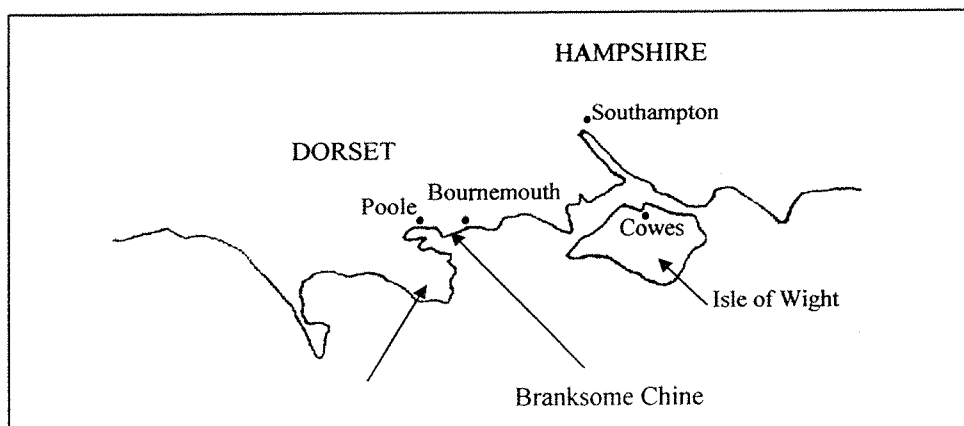 HAMPSHIRE
Southampton
DORSET
Bournemouth
Poole
Cowes
Isle of Wight
Branksome Chine